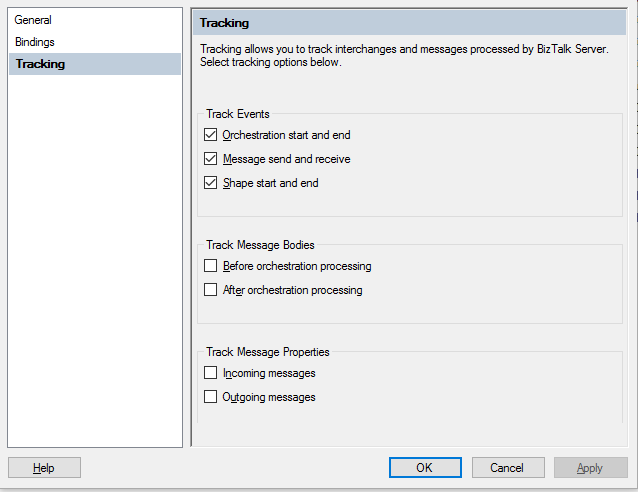 General
Bindings
Tracking
Tracking
Tracking allows you to track interchanges and messages processed by BizTalk Server.
Select tracking options below.
Track Events
Orchestration start and end
Message send and receive
Shape start and end
Track Message Bodies
Before orchestration processing
After orchestration processing
Track Message Properties
Incoming messages
Outgoing messages
Help
OK
Cancel
Apply